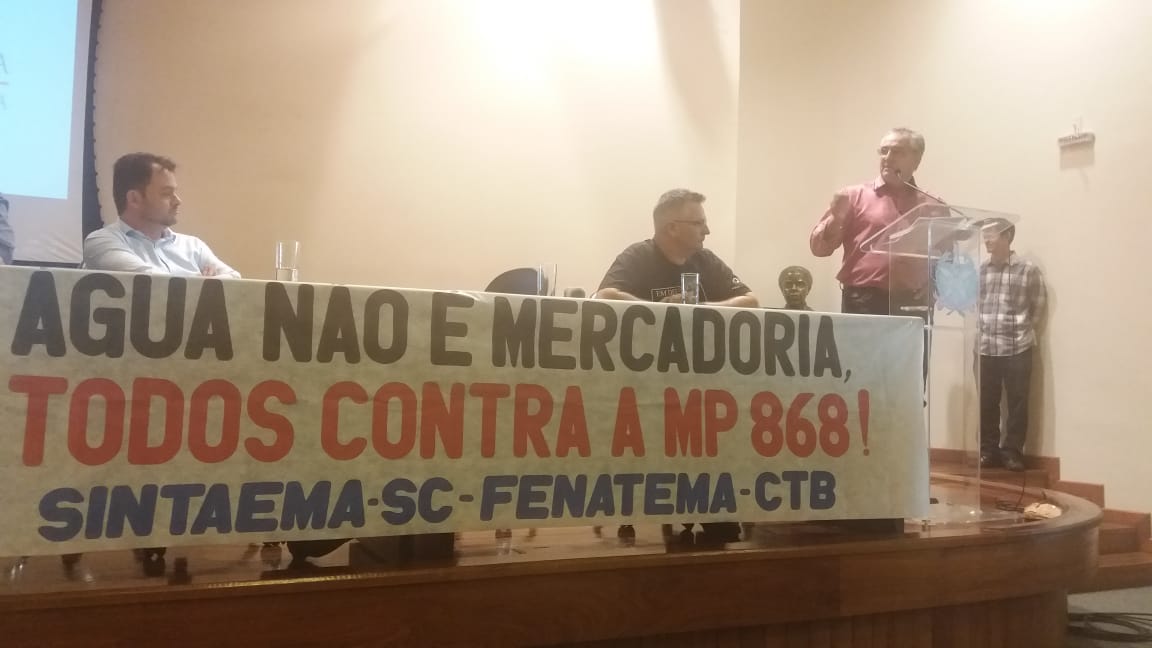 AGUA NAO E MERCADORIA,
TODOS CONTRA A MP 868!
SINTAEMA-SC-FENATEMA-CTB